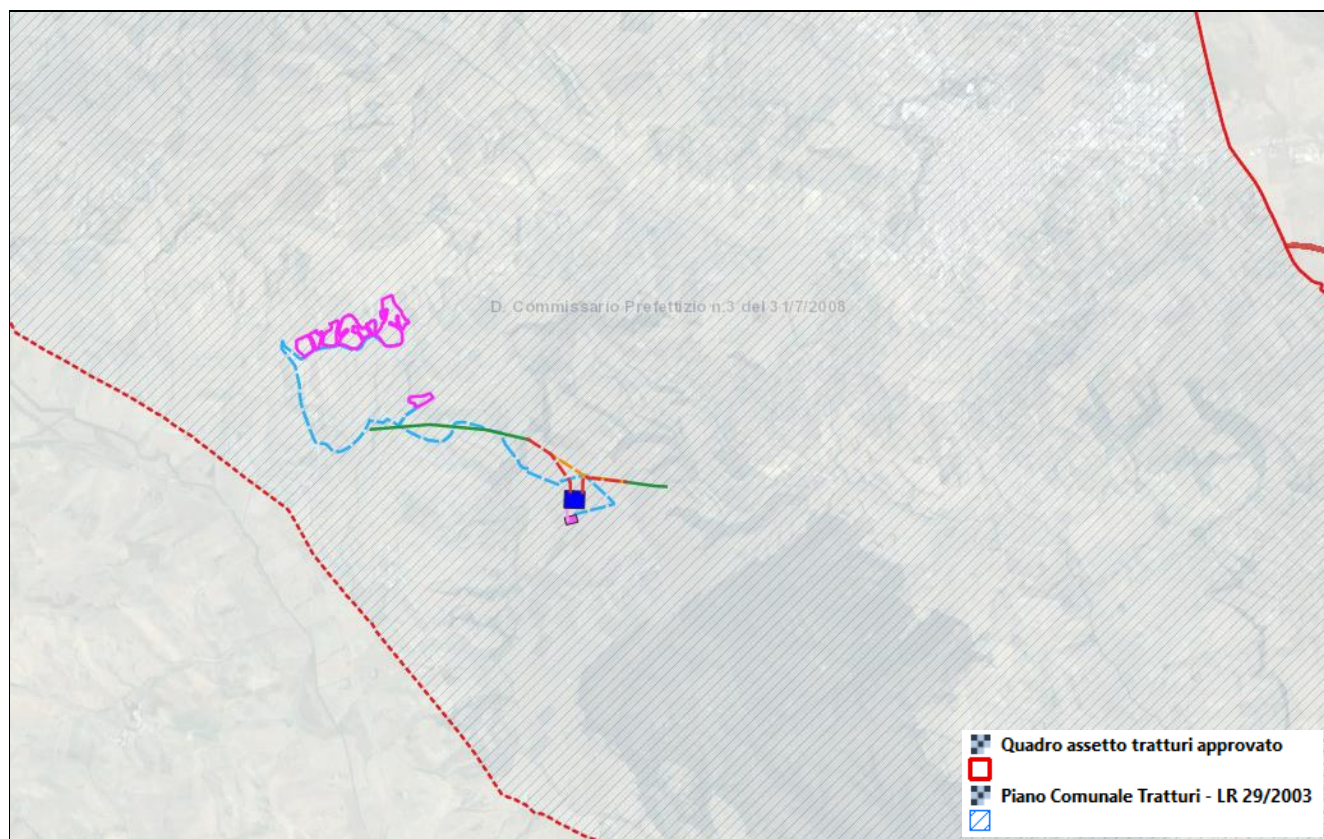 D. Commissario Prefettizio n.3 del 31/7/2008
Quadro assetto tratturi approvato
Piano Comunale Tratturi - LR 29/2003